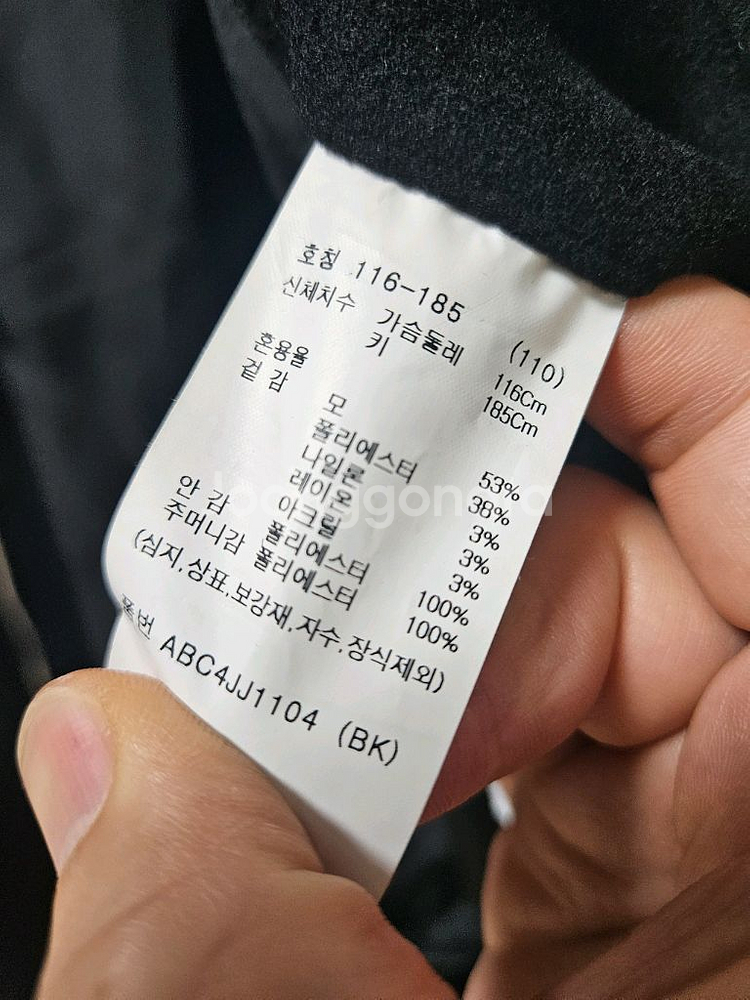 호칭 116-185 (110)
신체치수 가슴둘레 116Cm
키 185Cm
혼용율
겉 감 모 53%
폴리에스터 38%
나일론 3%
레이온 3%
아크릴 3%
안 감 폴리에스터 100%
주머니감 폴리에스터 100%
(심지,상표,보강재,자수,장식제외)
품번 ABC4JJ1104 (BK)